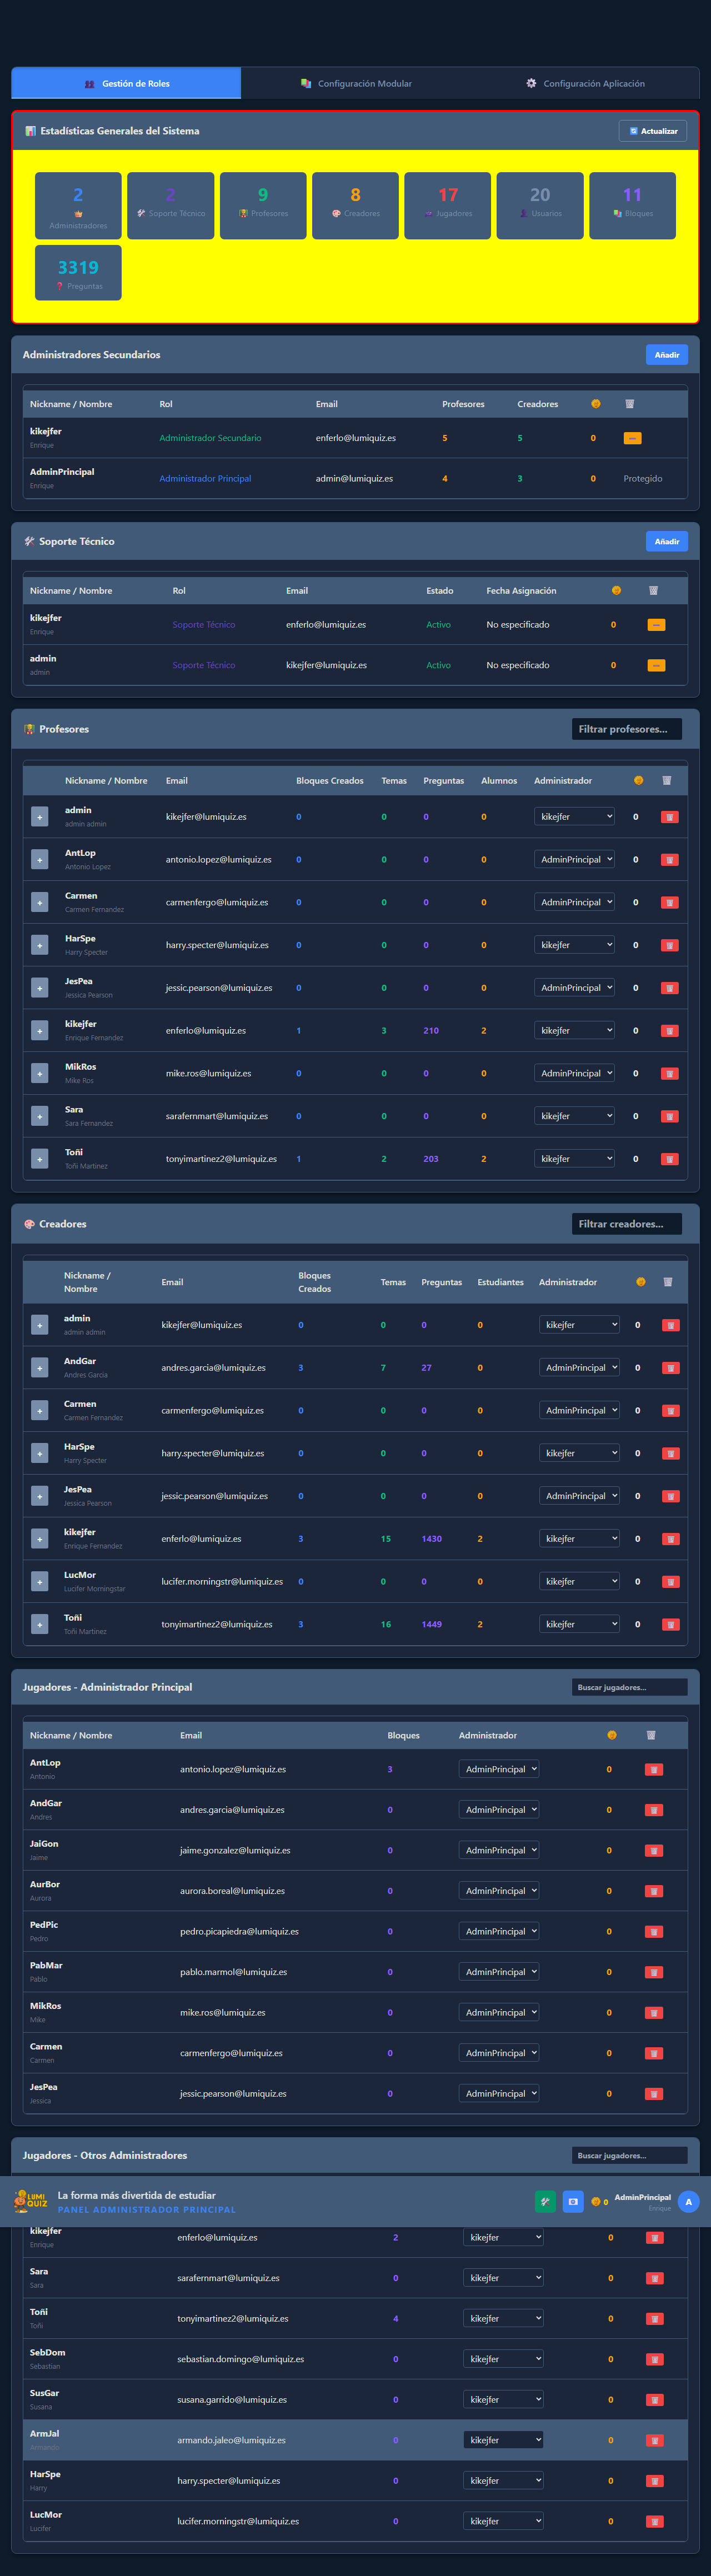 Gestión de Roles
Configuración Modular
Configuración Aplicación
Estadísticas Generales del Sistema
Actualizar
2
Administradores
2
Soporte Técnico
9
Profesores
8
Creadores
17
Jugadores
20
Usuarios
11
Bloques
3319
Preguntas
Administradores Secundarios
Añadir
Nickname / Nombre Rol Email Profesores Creadores
kikejfer Administrador Secundario enferlo@lumiquiz.es 5 5 0
Enrique
AdminPrincipal Administrador Principal admin@lumiquiz.es 4 3 0 Protegido
Enrique
Soporte Técnico
Añadir
Nickname / Nombre Rol Email Estado Fecha Asignación
kikejfer Soporte Técnico enferlo@lumiquiz.es Activo No especificado 0
Enrique
admin Soporte Técnico kikejfer@lumiquiz.es Activo No especificado 0
admin
Profesores
Filtrar profesores...
Nickname / Nombre Email Bloques Creados Temas Preguntas Alumnos Administrador
+ admin kikejfer@lumiquiz.es 0 0 0 0 kikejfer 0
admin admin
+ AntLop antonio.lopez@lumiquiz.es 0 0 0 0 AdminPrincipal 0
Antonio Lopez
+ Carmen carmenfergo@lumiquiz.es 0 0 0 0 AdminPrincipal 0
Carmen Fernandez
+ HarSpe harry.specter@lumiquiz.es 0 0 0 0 kikejfer 0
Harry Specter
+ JesPea jessic.pearson@lumiquiz.es 0 0 0 0 AdminPrincipal 0
Jessica Pearson
+ kikejfer enferlo@lumiquiz.es 1 3 210 2 kikejfer 0
Enrique Fernandez
+ MikRos mike.ros@lumiquiz.es 0 0 0 0 AdminPrincipal 0
Mike Ros
+ Sara sarafernmart@lumiquiz.es 0 0 0 0 kikejfer 0
Sara Fernandez
+ Toñi tonyimartinez2@lumiquiz.es 1 2 203 2 kikejfer 0
Toñi Martinez
Creadores
Filtrar creadores...
Nickname / Nombre Email Bloques Creados Temas Preguntas Estudiantes Administrador
+ admin kikejfer@lumiquiz.es 0 0 0 0 kikejfer 0
admin admin
+ AndGar andres.garcia@lumiquiz.es 3 7 27 0 AdminPrincipal 0
Andres Garcia
+ Carmen carmenfergo@lumiquiz.es 0 0 0 0 AdminPrincipal 0
Carmen Fernandez
+ HarSpe harry.specter@lumiquiz.es 0 0 0 0 kikejfer 0
Harry Specter
+ JesPea jessic.pearson@lumiquiz.es 0 0 0 0 AdminPrincipal 0
Jessica Pearson
+ kikejfer enferlo@lumiquiz.es 3 15 1430 2 kikejfer 0
Enrique Fernandez
+ LucMor lucifer.morningstr@lumiquiz.es 0 0 0 0 kikejfer 0
Lucifer Morningstar
+ Toñi tonyimartinez2@lumiquiz.es 3 16 1449 2 kikejfer 0
Toñi Martinez
Jugadores - Administrador Principal
Buscar jugadores...
Nickname / Nombre Email Bloques Administrador
AntLop antonio.lopez@lumiquiz.es 3 AdminPrincipal 0
Antonio
AndGar andres.garcia@lumiquiz.es 0 AdminPrincipal 0
Andres
JaiGon jaime.gonzalez@lumiquiz.es 0 AdminPrincipal 0
Jaime
AurBor aurora.boreal@lumiquiz.es 0 AdminPrincipal 0
Aurora
PedPic pedro.picapiedra@lumiquiz.es 0 AdminPrincipal 0
Pedro
PabMar pablo.marmol@lumiquiz.es 0 AdminPrincipal 0
Pablo
MikRos mike.ros@lumiquiz.es 0 AdminPrincipal 0
Mike
Carmen carmenfergo@lumiquiz.es 0 AdminPrincipal 0
Carmen
JesPea jessic.pearson@lumiquiz.es 0 AdminPrincipal 0
Jessica
Jugadores - Otros Administradores
Buscar jugadores...
LUMI QUIZ
La forma más divertida de estudiar
PANEL ADMINISTRADOR PRINCIPAL
0
AdminPrincipal
Enrique
A
kikejfer enferlo@lumiquiz.es 2 kikejfer 0
Enrique
Sara sarafernmart@lumiquiz.es 0 kikejfer 0
Sara
Toñi tonyimartinez2@lumiquiz.es 4 kikejfer 0
Toñi
SebDom sebastian.domingo@lumiquiz.es 0 kikejfer 0
Sebastian
SusGar susana.garrido@lumiquiz.es 0 kikejfer 0
Susana
ArmJal armando.jaleo@lumiquiz.es 0 kikejfer 0
Armando
HarSpe harry.specter@lumiquiz.es 0 kikejfer 0
Harry
LucMor lucifer.morningstr@lumiquiz.es 0 kikejfer 0
Lucifer